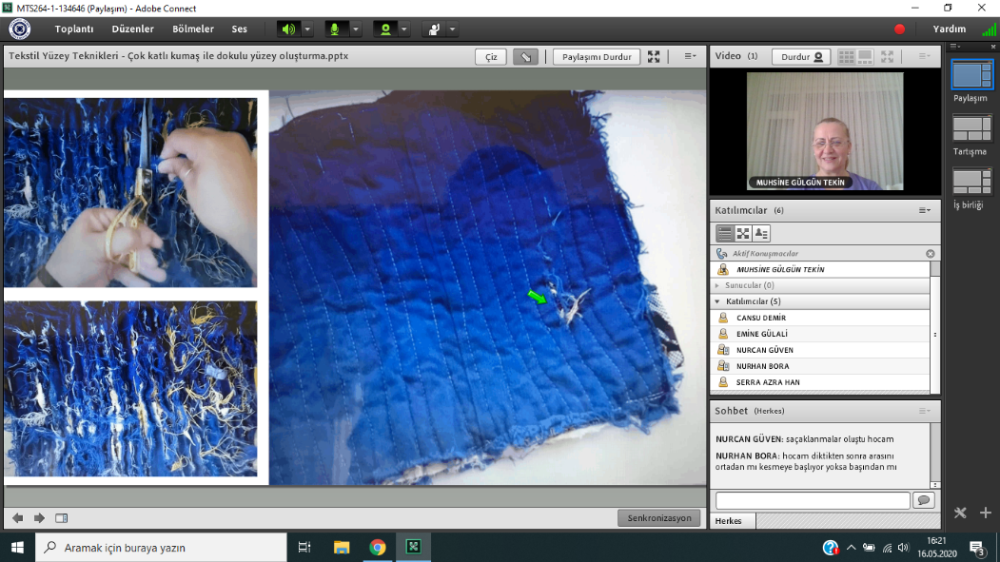 MTS264-1-134646 (Paylaşım) - Adobe Connect
Toplantı Düzenler Bölmeler Ses Yardım
Tekstil Yüzey Teknikleri - Çok katlı kumaş ile dokulu yüzey oluşturma.pptx
Çiz
Paylaşımı Durdur
Video (1)
Durdur
Paylaşım
Tartışma
İş birliği
MUHSİNE GÜLGÜN TEKİN
Katılımcılar (6)
Aktif Konuşmacılar
MUHSİNE GÜLGÜN TEKİN
Sunucular (0)
Katılımcılar (5)
CANSU DEMİR
EMİNE GÜLALİ
NURCAN GÜVEN
NURHAN BORA
SERRA AZRA HAN
Sohbet (Herkes)
NURCAN GÜVEN: saçaklanmalar oluştu hocam
NURHAN BORA: hocam diktikten sonra arasını
ortadan mı kesmeye başlıyor yoksa başından mı
Herkes
Senkronizasyon
Aramak için buraya yazın
16:21
16.05.2020
3